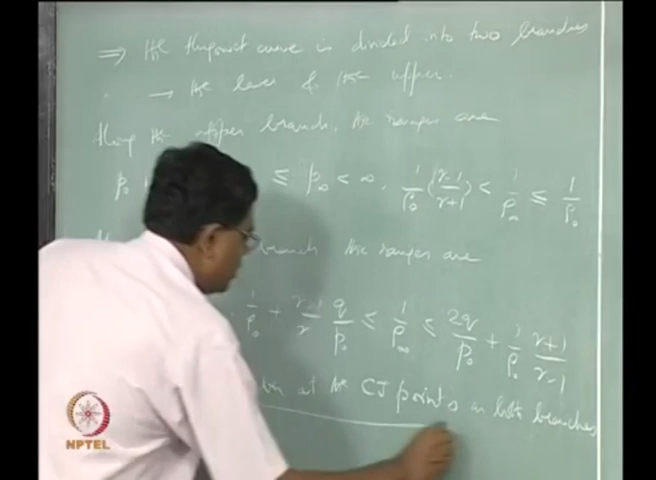 ⇒ the Hugoniot curve is divided into two branches
→ the lower & the upper.
Along the upper branch, the ranges are
p₀ ≤ p∞ < ∞, 1/ρ₀ (γ-1/γ+1) < 1/ρ∞ ≤ 1/ρ₀
branch the ranges are
1/ρ₀ + γ-1/γ q/p₀ ≤ 1/ρ∞ ≤ 2q/p₀ + 1/ρ₀ γ+1/γ-1
at the CJ points in both branches
NPTEL